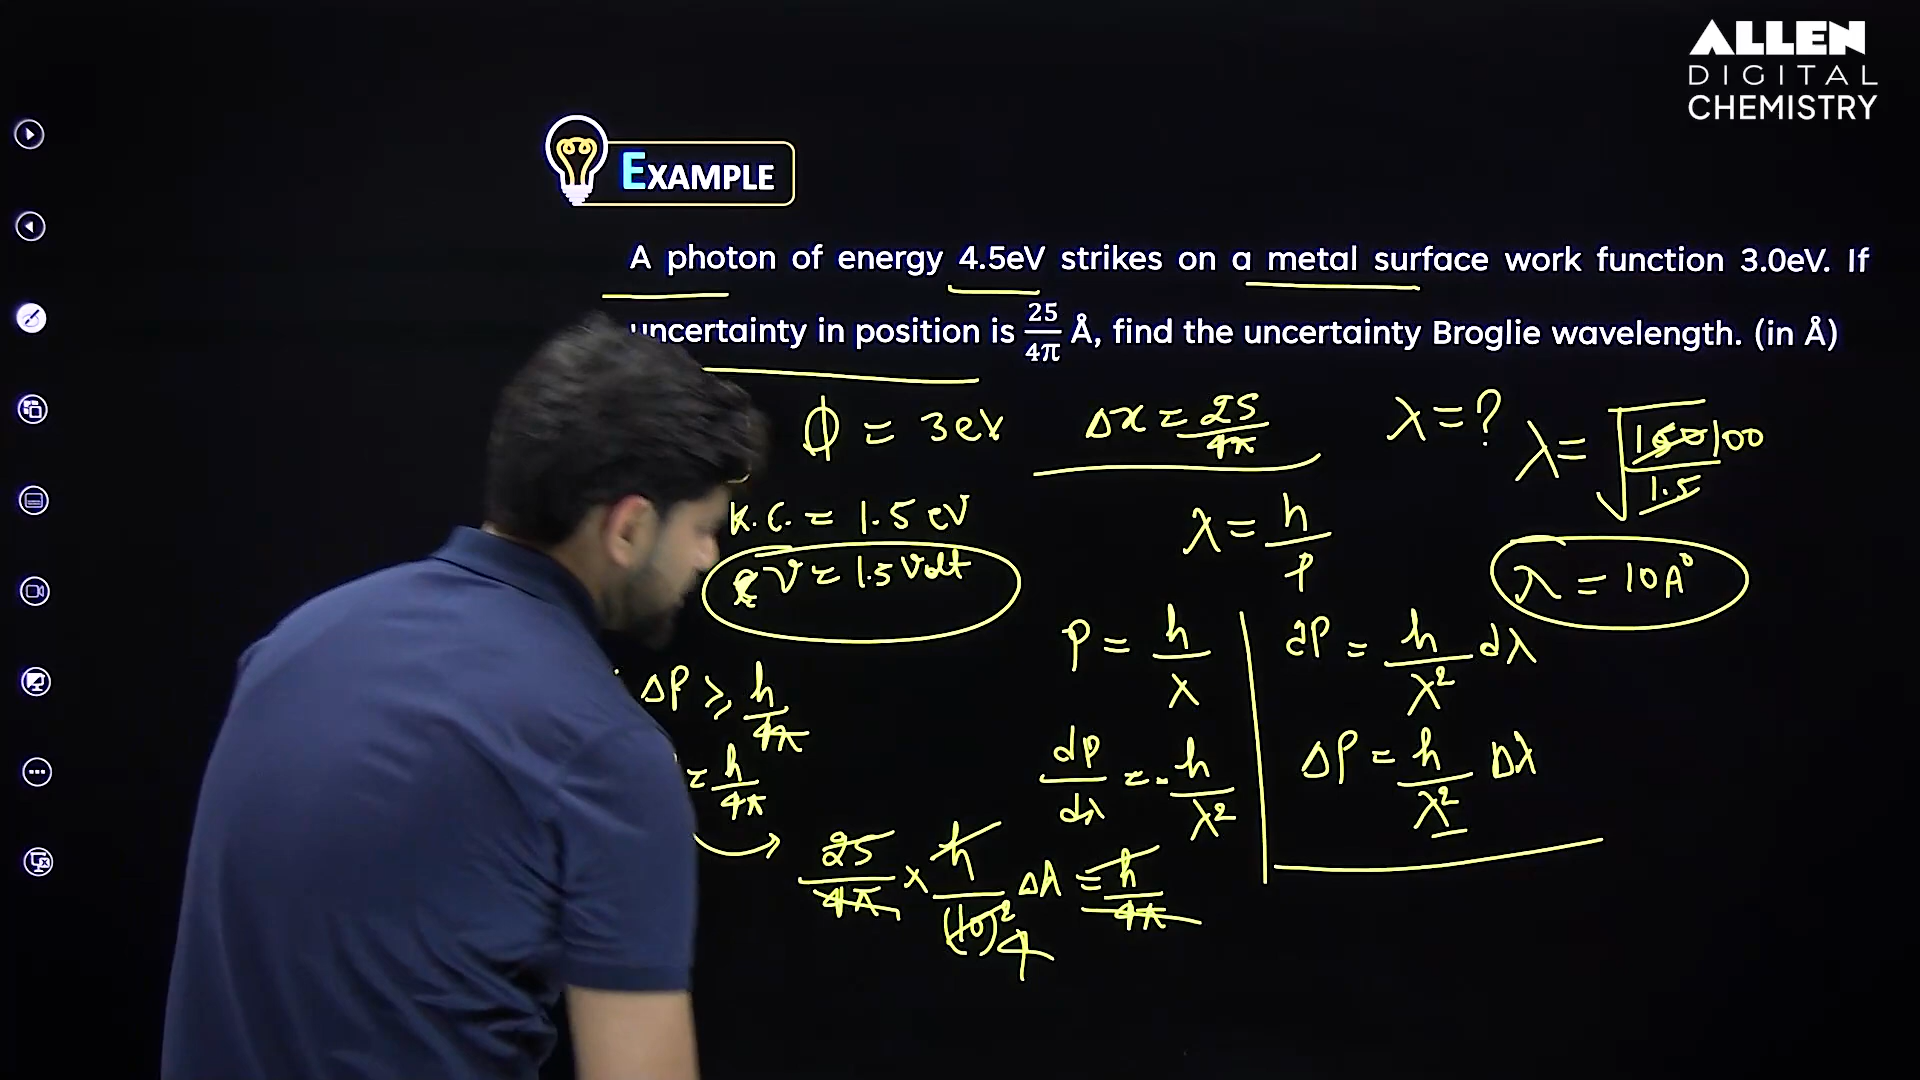 ALLEN
DIGITAL
CHEMISTRY
EXAMPLE
A photon of energy 4.5eV strikes on a metal surface work function 3.0eV. If
uncertainty in position is 25/4π Å, find the uncertainty Broglie wavelength. (in Å)
ϕ = 3eV
Δx = 25/4π
λ = ?
λ = √(150/1.5) 100
K.E. = 1.5 eV
V = 1.5 Volt
λ = h/p
λ = 10A°
P = h/λ
dP = h/λ² dλ
ΔP ≥ h/4π
= h/4π
dp/dλ = -h/λ²
ΔP = h/λ² Δλ
25/4π × h/(10)² Δλ = h/4π
4